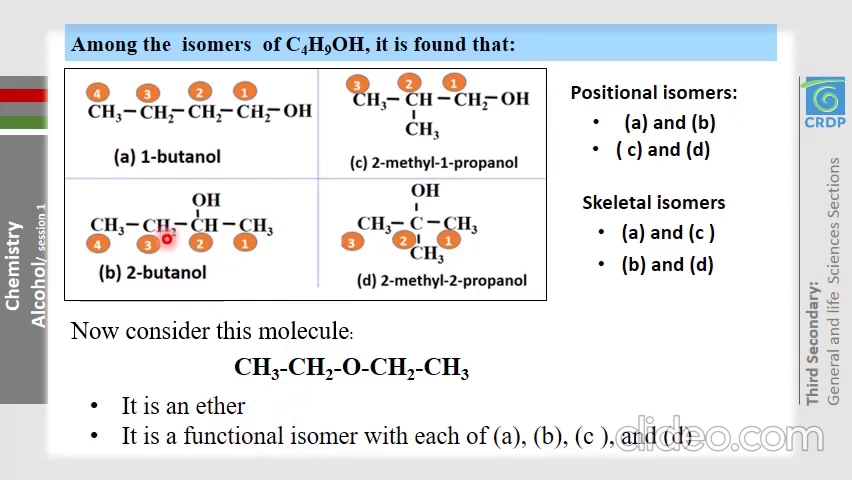 Among the isomers of C₄H₉OH, it is found that:
4 3 2 1
CH₃–CH₂–CH₂–CH₂–OH
(a) 1-butanol
3 2 1
CH₃–CH–CH₂–OH
CH₃
(c) 2-methyl-1-propanol
OH
CH₃–CH₂–CH–CH₃
4 3 2 1
(b) 2-butanol
OH
CH₃–C–CH₃
3 2 1
CH₃
(d) 2-methyl-2-propanol
Positional isomers:
• (a) and (b)
• ( c) and (d)
Skeletal isomers
• (a) and (c )
• (b) and (d)
Now consider this molecule:
CH₃-CH₂-O-CH₂-CH₃
• It is an ether
• It is a functional isomer with each of (a), (b), (c ), and (d)
Chemistry
Alcohol/ session 1
CRDP
Third Secondary:
General and life Sciences Sections
clideo.com